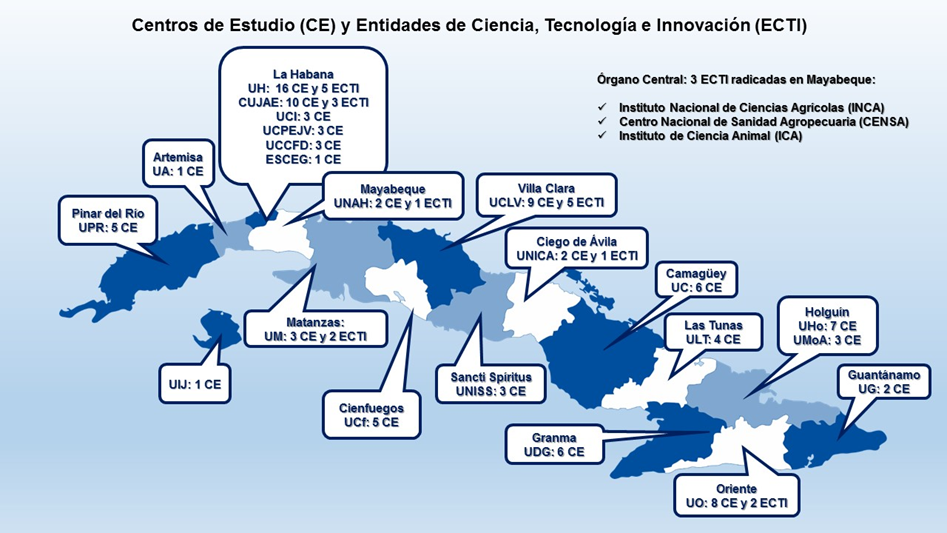 Centros de Estudio (CE) y Entidades de Ciencia, Tecnología e Innovación (ECTI)
La Habana
UH: 16 CE y 5 ECTI
CUJAE: 10 CE y 3 ECTI
UCI: 3 CE
UCPEJV: 3 CE
UCCFD: 3 CE
ESCEG: 1 CE
Órgano Central: 3 ECTI radicadas en Mayabeque:
✓ Instituto Nacional de Ciencias Agrícolas (INCA)
✓ Centro Nacional de Sanidad Agropecuaria (CENSA)
✓ Instituto de Ciencia Animal (ICA)
Artemisa
UA: 1 CE
Mayabeque
UNAH: 2 CE y 1 ECTI
Villa Clara
UCLV: 9 CE y 5 ECTI
Pinar del Río
UPR: 5 CE
Ciego de Ávila
UNICA: 2 CE y 1 ECTI
Camagüey
UC: 6 CE
Matanzas:
UM: 3 CE y 2 ECTI
Las Tunas
ULT: 4 CE
Holguín
UHo: 7 CE
UMoA: 3 CE
UIJ: 1 CE
Sancti Spíritus
UNISS: 3 CE
Guantánamo
UG: 2 CE
Cienfuegos
UCf: 5 CE
Granma
UDG: 6 CE
Oriente
UO: 8 CE y 2 ECTI